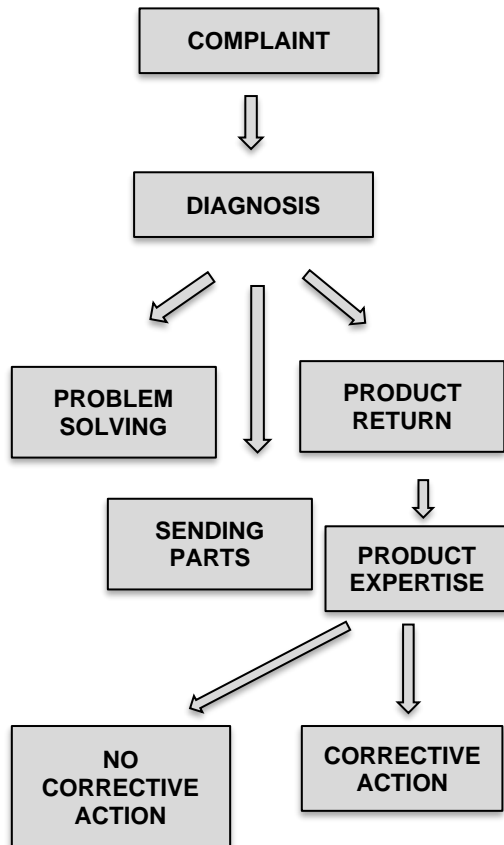 COMPLAINT
DIAGNOSIS
PROBLEM
SOLVING
PRODUCT
RETURN
SENDING
PARTS
PRODUCT
EXPERTISE
NO
CORRECTIVE
ACTION
CORRECTIVE
ACTION